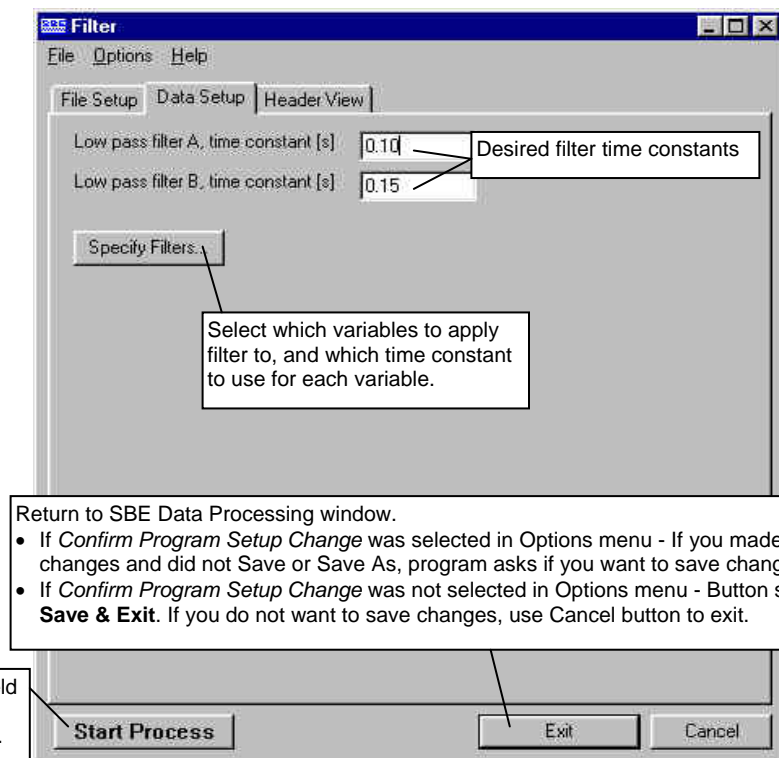 SBE Filter
File Options Help
File Setup Data Setup Header View
Low pass filter A, time constant [s] 0.10
Desired filter time constants
Low pass filter B, time constant [s] 0.15
Specify Filters...
Select which variables to apply
filter to, and which time constant
to use for each variable.
Return to SBE Data Processing window.
• If Confirm Program Setup Change was selected in Options menu - If you made
changes and did not Save or Save As, program asks if you want to save
• If Confirm Program Setup Change was not selected in Options menu - Button
Save & Exit. If you do not want to save changes, use Cancel button to exit.
Start Process Exit Cancel